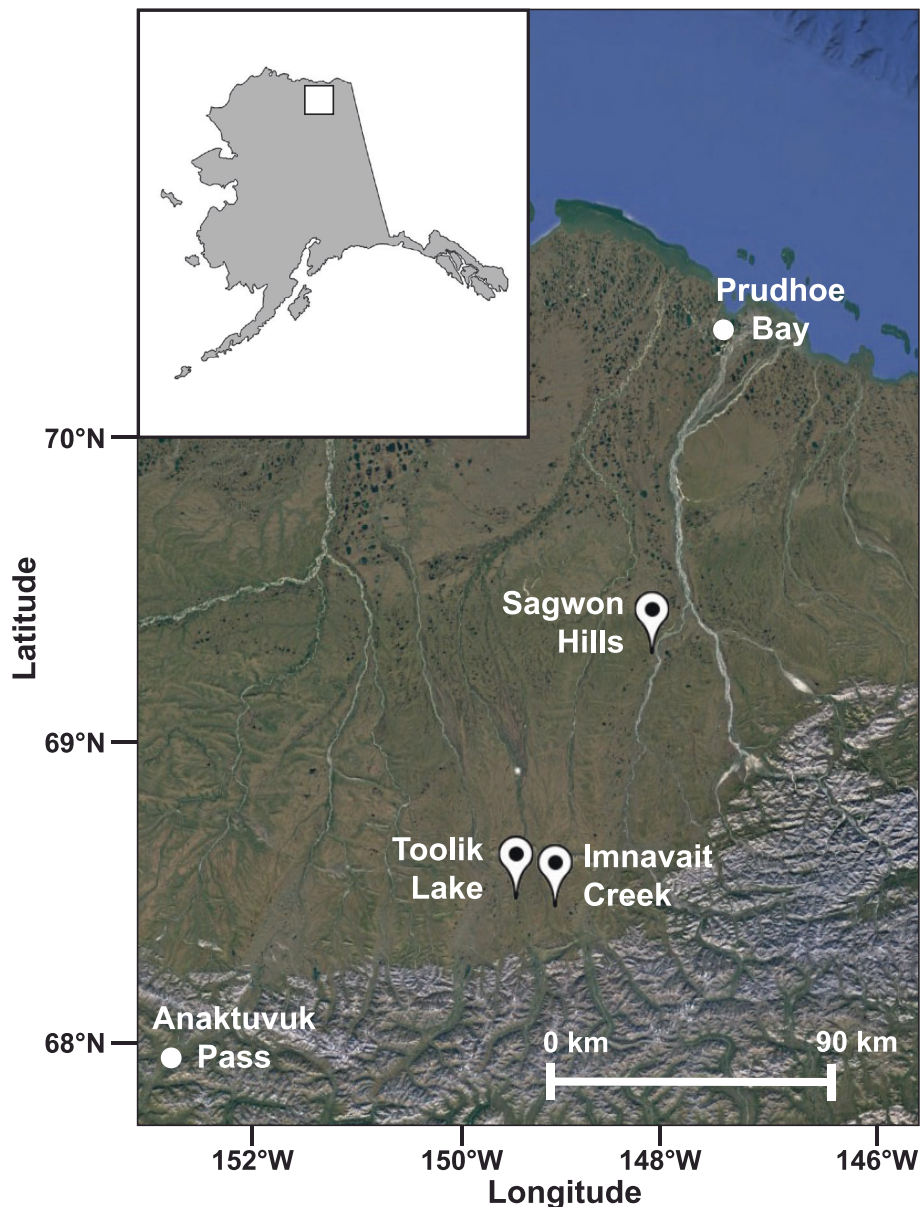 Prudhoe
Bay
70°N
Sagwon
Hills
Latitude
69°N
Toolik
Lake
Imnavait
Creek
Anaktuvuk
Pass
68°N
0 km
90 km
152°W
150°W
148°W
146°W
Longitude